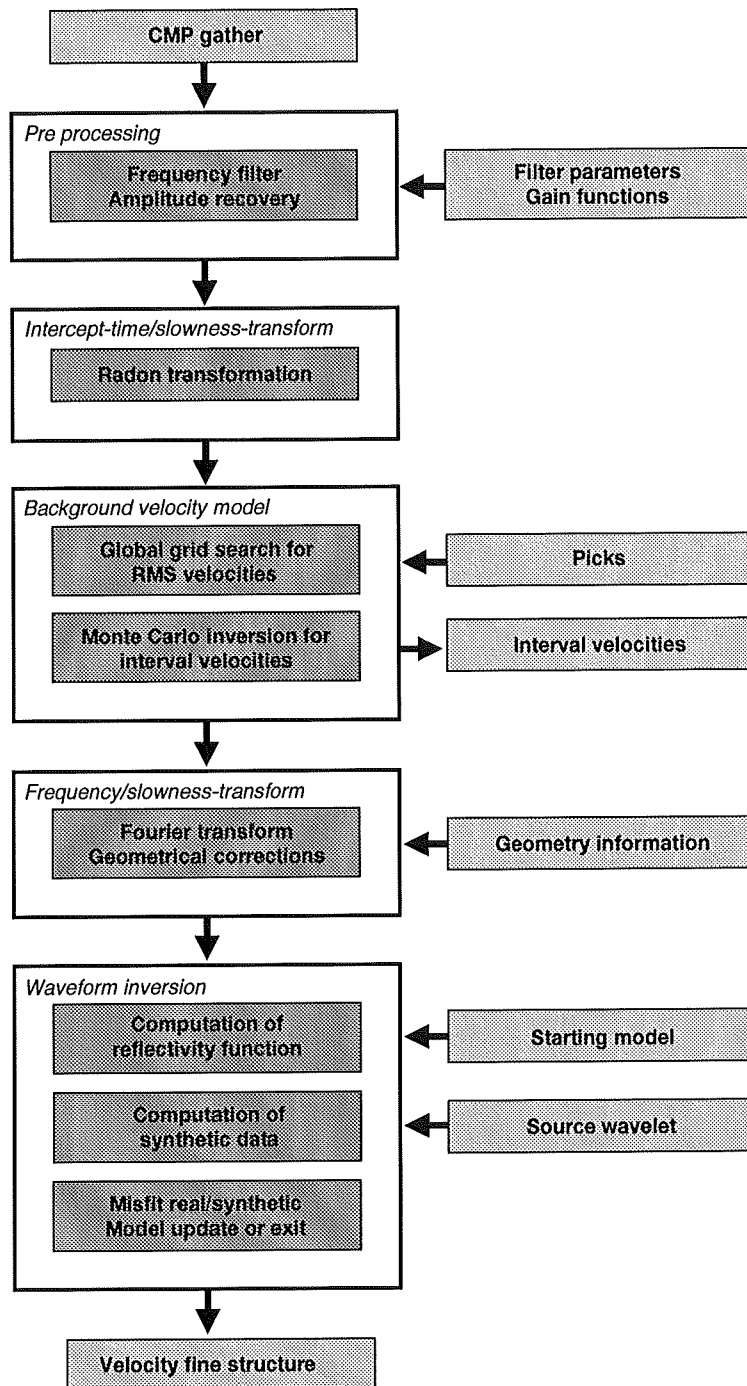 CMP gather
Pre processing
Frequency filter
Amplitude recovery
Filter parameters
Gain functions
Intercept-time/slowness-transform
Radon transformation
Background velocity model
Global grid search for
RMS velocities
Picks
Monte Carlo inversion for
interval velocities
Interval velocities
Frequency/slowness-transform
Fourier transform
Geometrical corrections
Geometry information
Waveform inversion
Computation of
reflectivity function
Starting model
Computation of
synthetic data
Source wavelet
Misfit real/synthetic
Model update or exit
Velocity fine structure